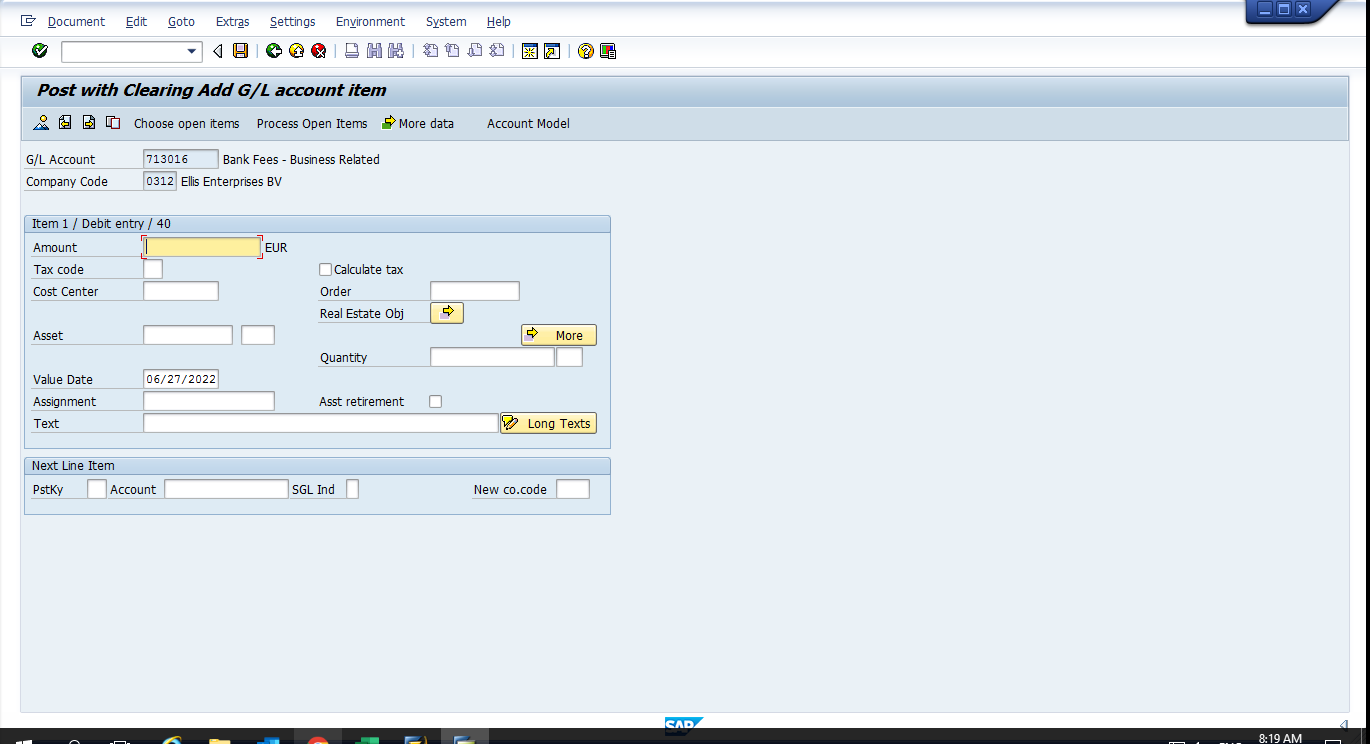 Document Edit Goto Extras Settings Environment System Help
Post with Clearing Add G/L account item
Choose open items Process Open Items More data Account Model
G/L Account 713016 Bank Fees - Business Related
Company Code 0312 Ellis Enterprises BV
Item 1 / Debit entry / 40
Amount EUR
Tax code Calculate tax
Cost Center Order
Real Estate Obj
Asset More
Quantity
Value Date 06/27/2022
Assignment Asst retirement
Text Long Texts
Next Line Item
PstKy Account SGL Ind New co.code
SAP
8:19 AM